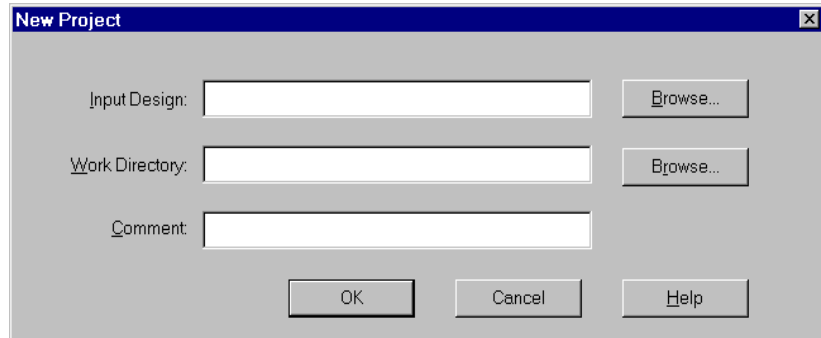 New Project
Input Design: Browse...
Work Directory: Browse...
Comment:
OK Cancel Help